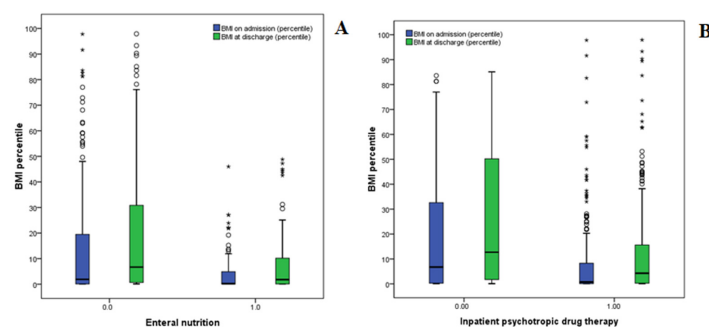 A
BMI on admission (percentile)
BMI at discharge (percentile)
100
90
80
70
60
50
40
30
20
10
0
BMI percentile
0.0
1.0
Enteral nutrition
B
BMI on admission (percentile)
BMI at discharge (percentile)
100
90
80
70
60
50
40
30
20
10
0
BMI percentile
0.00
1.00
Inpatient psychotropic drug therapy